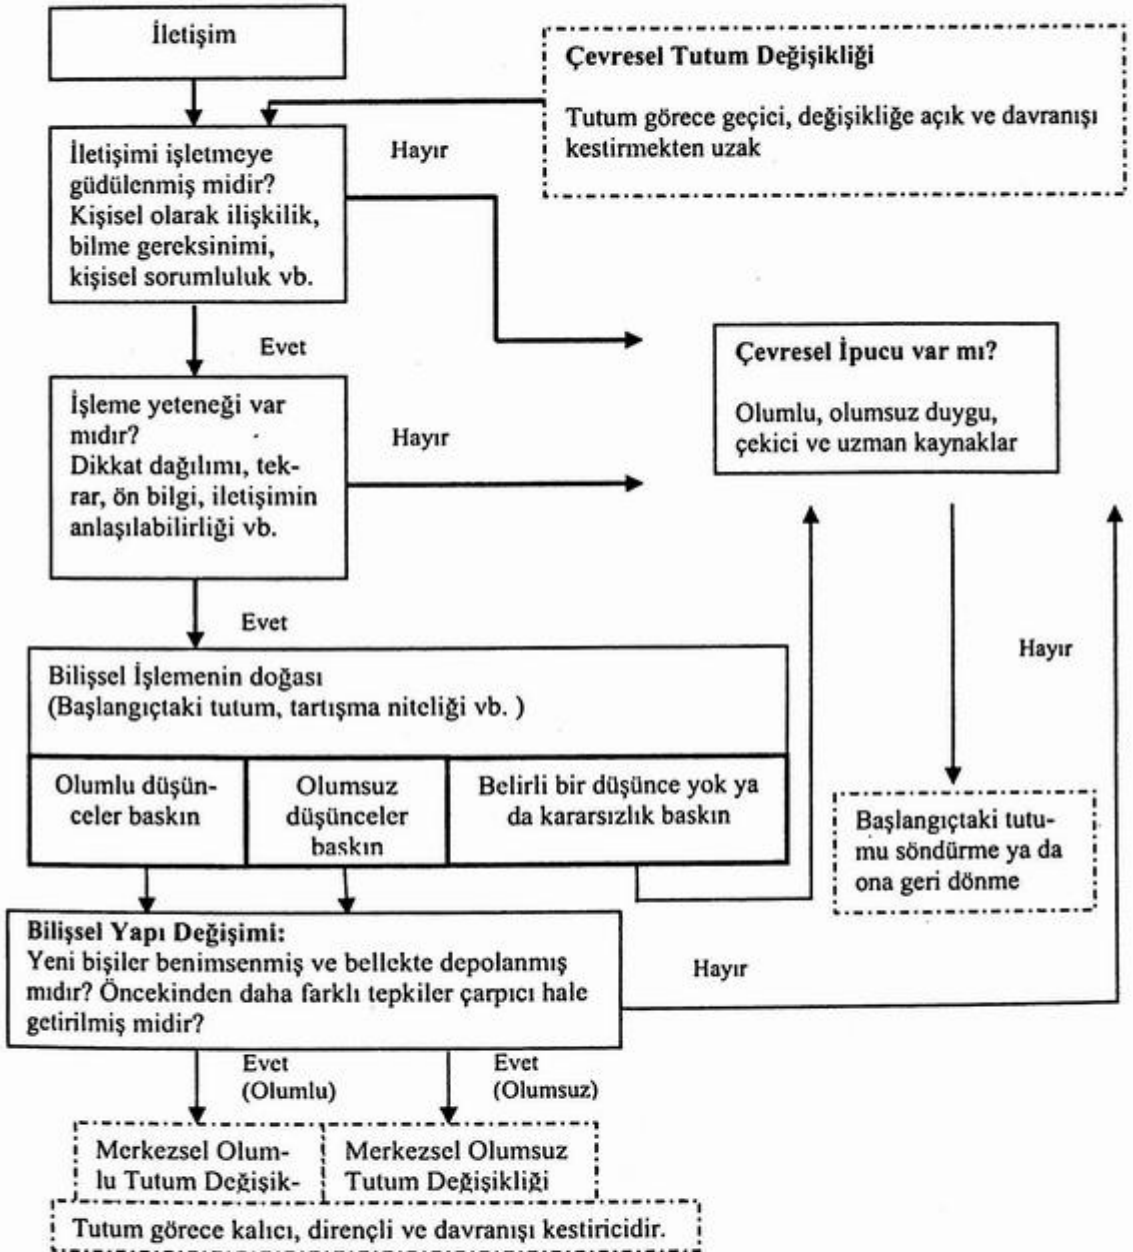 İletişim
Çevresel Tutum Değişikliği
Tutum görece geçici, değişikliğe açık ve davranışı
kestirmekten uzak
İletişimi işletmeye
güdülenmiş midir?
Kişisel olarak ilişkilik,
bilme gereksinimi,
kişisel sorumluluk vb.
Hayır
Evet
Çevresel İpucu var mı?
Olumlu, olumsuz duygu,
çekici ve uzman kaynaklar
İşleme yeteneği var
mıdır?
Dikkat dağılımı, tek-
rar, ön bilgi, iletişimin
anlaşılabilirliği vb.
Hayır
Evet
Hayır
Bilişsel İşlemenin doğası
(Başlangıçtaki tutum, tartışma niteliği vb. )
Olumlu düşün-
celer baskın
Olumsuz
düşünceler
baskın
Belirli bir düşünce yok ya
da kararsızlık baskın
Başlangıçtaki tutu-
mu söndürme ya da
ona geri dönme
Bilişsel Yapı Değişimi:
Yeni bişiler benimsenmiş ve bellekte depolanmış
mıdır? Öncekinden daha farklı tepkiler çarpıcı hale
getirilmiş midir?
Hayır
Evet
(Olumlu)
Evet
(Olumsuz)
Merkezsel Olum-
lu Tutum Değişik-
Merkezsel Olumsuz
Tutum Değişikliği
Tutum görece kalıcı, dirençli ve davranışı kestiricidir.